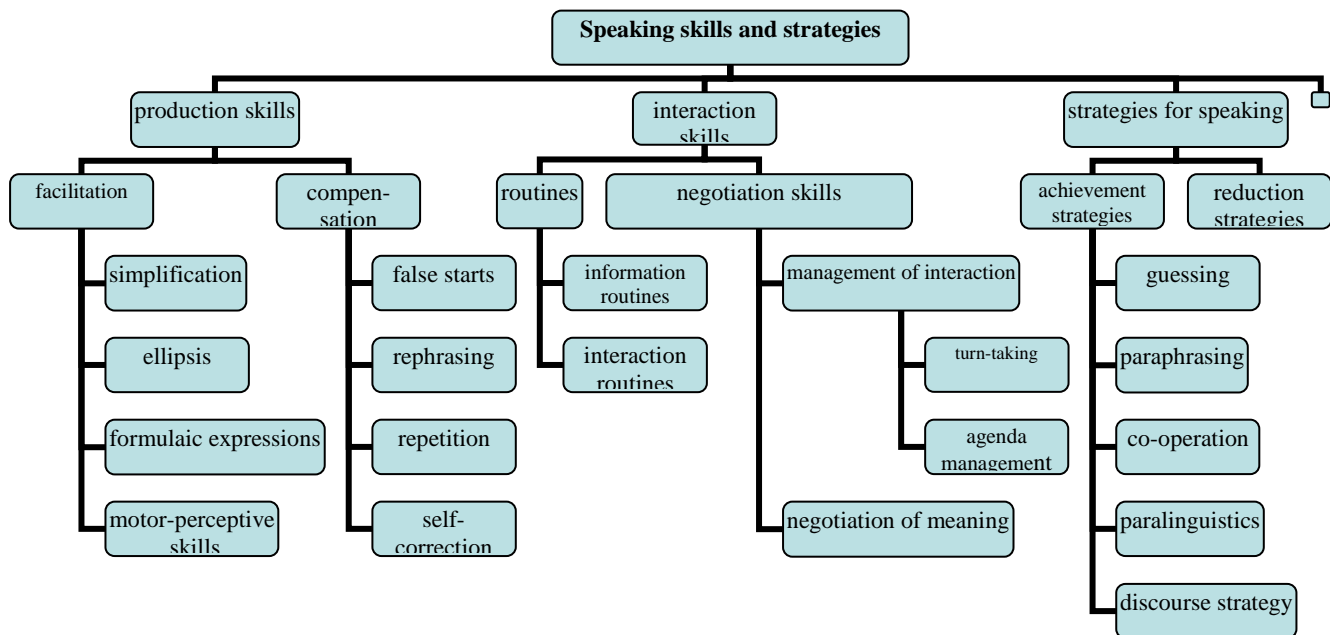 Speaking skills and strategies
production skills
interaction
skills
strategies for speaking
facilitation
compen-
sation
routines
negotiation skills
achievement
strategies
reduction
strategies
simplification
false starts
information
routines
management of interaction
guessing
ellipsis
rephrasing
interaction
routines
turn-taking
paraphrasing
formulaic expressions
repetition
agenda
management
co-operation
motor-perceptive
skills
self-
correction
negotiation of meaning
paralinguistics
discourse strategy